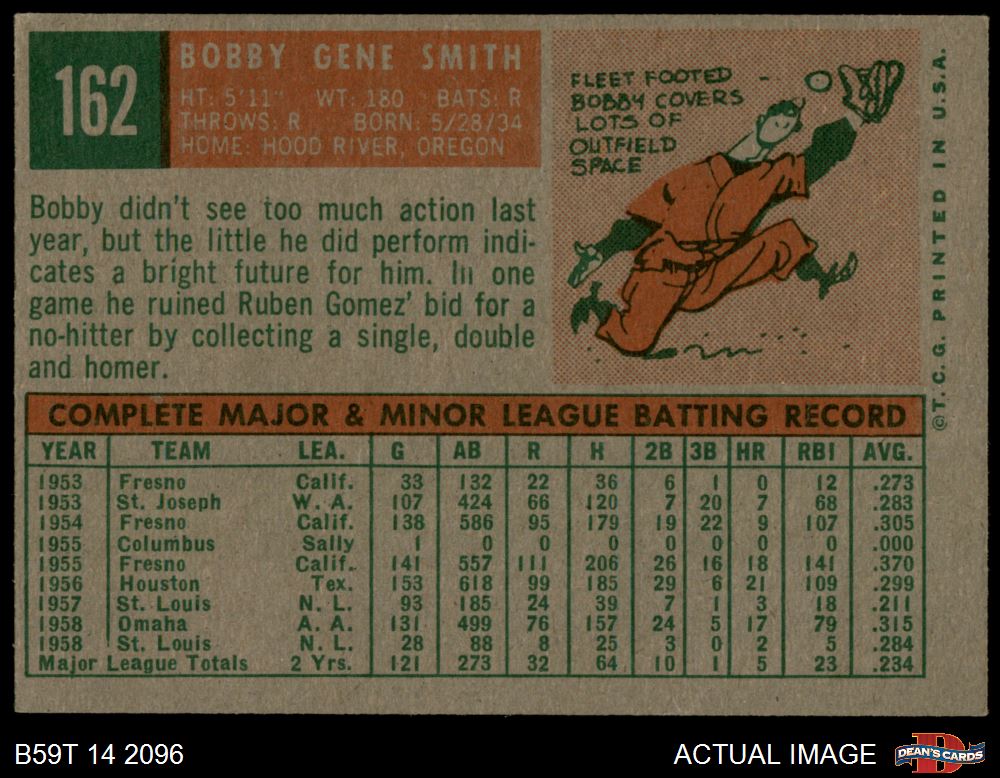 162
BOBBY GENE SMITH
HT: 5'11" WT: 180 BATS: R
THROWS: R BORN: 5/28/34
HOME: HOOD RIVER, OREGON
FLEET FOOTED
BOBBY COVERS
LOTS OF
OUTFIELD
SPACE
Bobby didn't see too much action last
year, but the little he did perform indi-
cates a bright future for him. In one
game he ruined Ruben Gomez' bid for a
no-hitter by collecting a single, double
and homer.
©T.C.G. PRINTED IN U.S.A.
COMPLETE MAJOR & MINOR LEAGUE BATTING RECORD
YEAR TEAM LEA. G AB R H 2B 3B HR RBI AVG.
1953 Fresno Calif. 33 132 22 36 6 1 0 12 .273
1953 St. Joseph W. A. 107 424 66 120 7 20 7 68 .283
1954 Fresno Calif. 138 586 95 179 19 22 9 107 .305
1955 Columbus Sally 1 0 0 0 0 0 0 0 .000
1955 Fresno Calif. 141 557 111 206 26 16 18 141 .370
1956 Houston Tex. 153 618 99 185 29 6 21 109 .299
1957 St. Louis N. L. 93 185 24 39 7 1 3 18 .211
1958 Omaha A. A. 131 499 76 157 24 5 17 79 .315
1958 St. Louis N. L. 28 88 8 25 3 0 2 5 .284
Major League Totals 2 Yrs. 121 273 32 64 10 1 5 23 .234
B59T 14 2096
ACTUAL IMAGE
DEAN'S CARDS